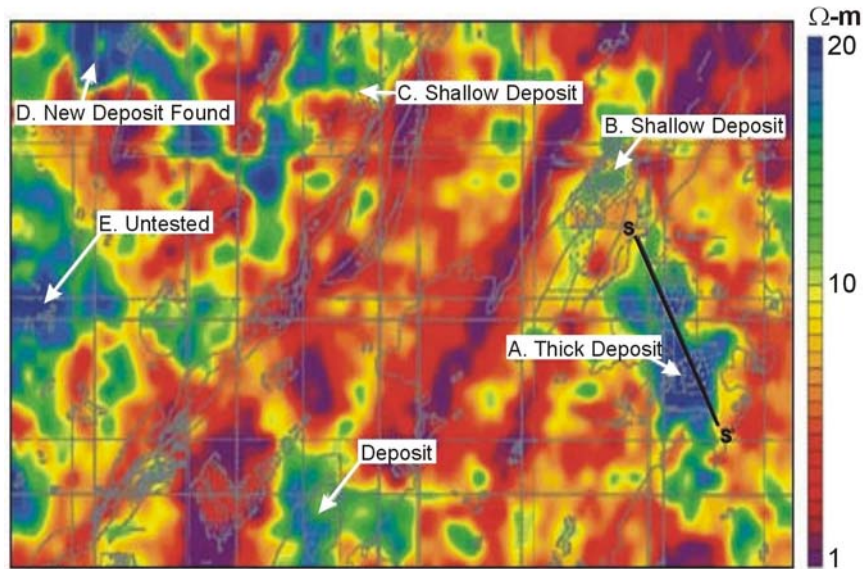 Ω-m
20
C. Shallow Deposit
D. New Deposit Found
B. Shallow Deposit
E. Untested
S
10
A. Thick Deposit
S'
Deposit
1